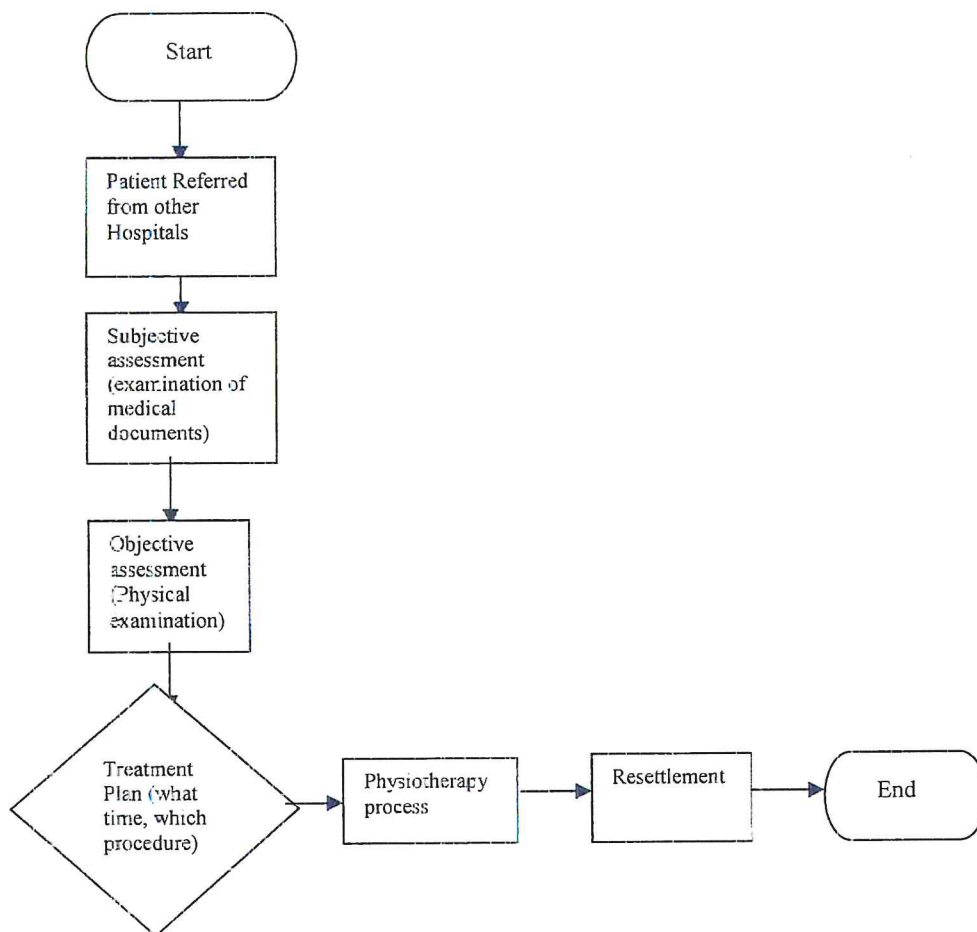 Start
Patient Referred
from other
Hospitals
Subjective
assessment
(examination of
medical
documents)
Objective
assessment
(Physical
examination)
Treatment
Plan (what
time, which
procedure)
Physiotherapy
process
Resettlement
End